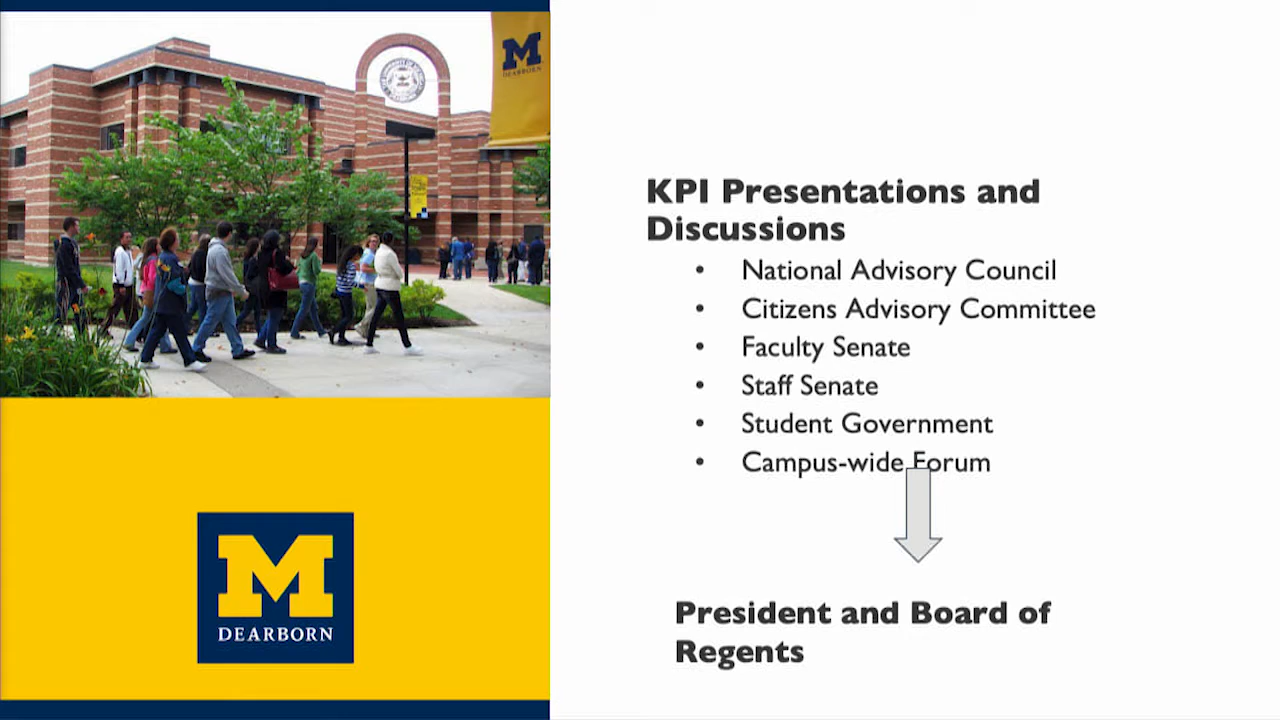 M
DEARBORN
KPI Presentations and
Discussions
• National Advisory Council
• Citizens Advisory Committee
• Faculty Senate
• Staff Senate
• Student Government
• Campus-wide Forum
President and Board of
Regents
M
DEARBORN